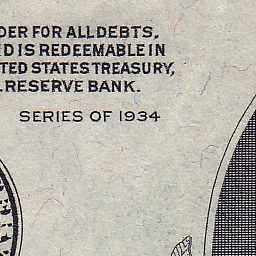 DER FOR ALL DEBTS,
D IS REDEEMABLE IN
TED STATES TREASURY,
RESERVE BANK.
SERIES OF 1934